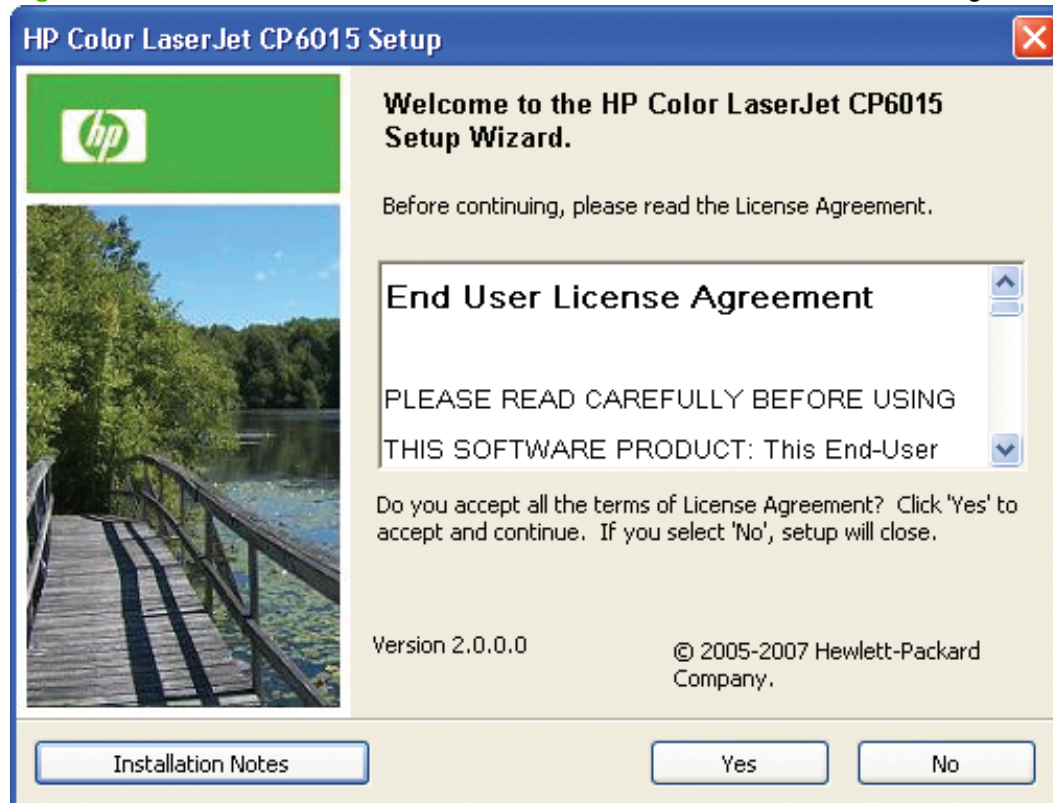 HP Color LaserJet CP6015 Setup
hp
Welcome to the HP Color LaserJet CP6015
Setup Wizard.
Before continuing, please read the License Agreement.
End User License Agreement
PLEASE READ CAREFULLY BEFORE USING
THIS SOFTWARE PRODUCT: This End-User
Do you accept all the terms of License Agreement?  Click 'Yes' to
accept and continue.  If you select 'No', setup will close.
Version 2.0.0.0
© 2005-2007 Hewlett-Packard
Company.
Installation Notes
Yes
No